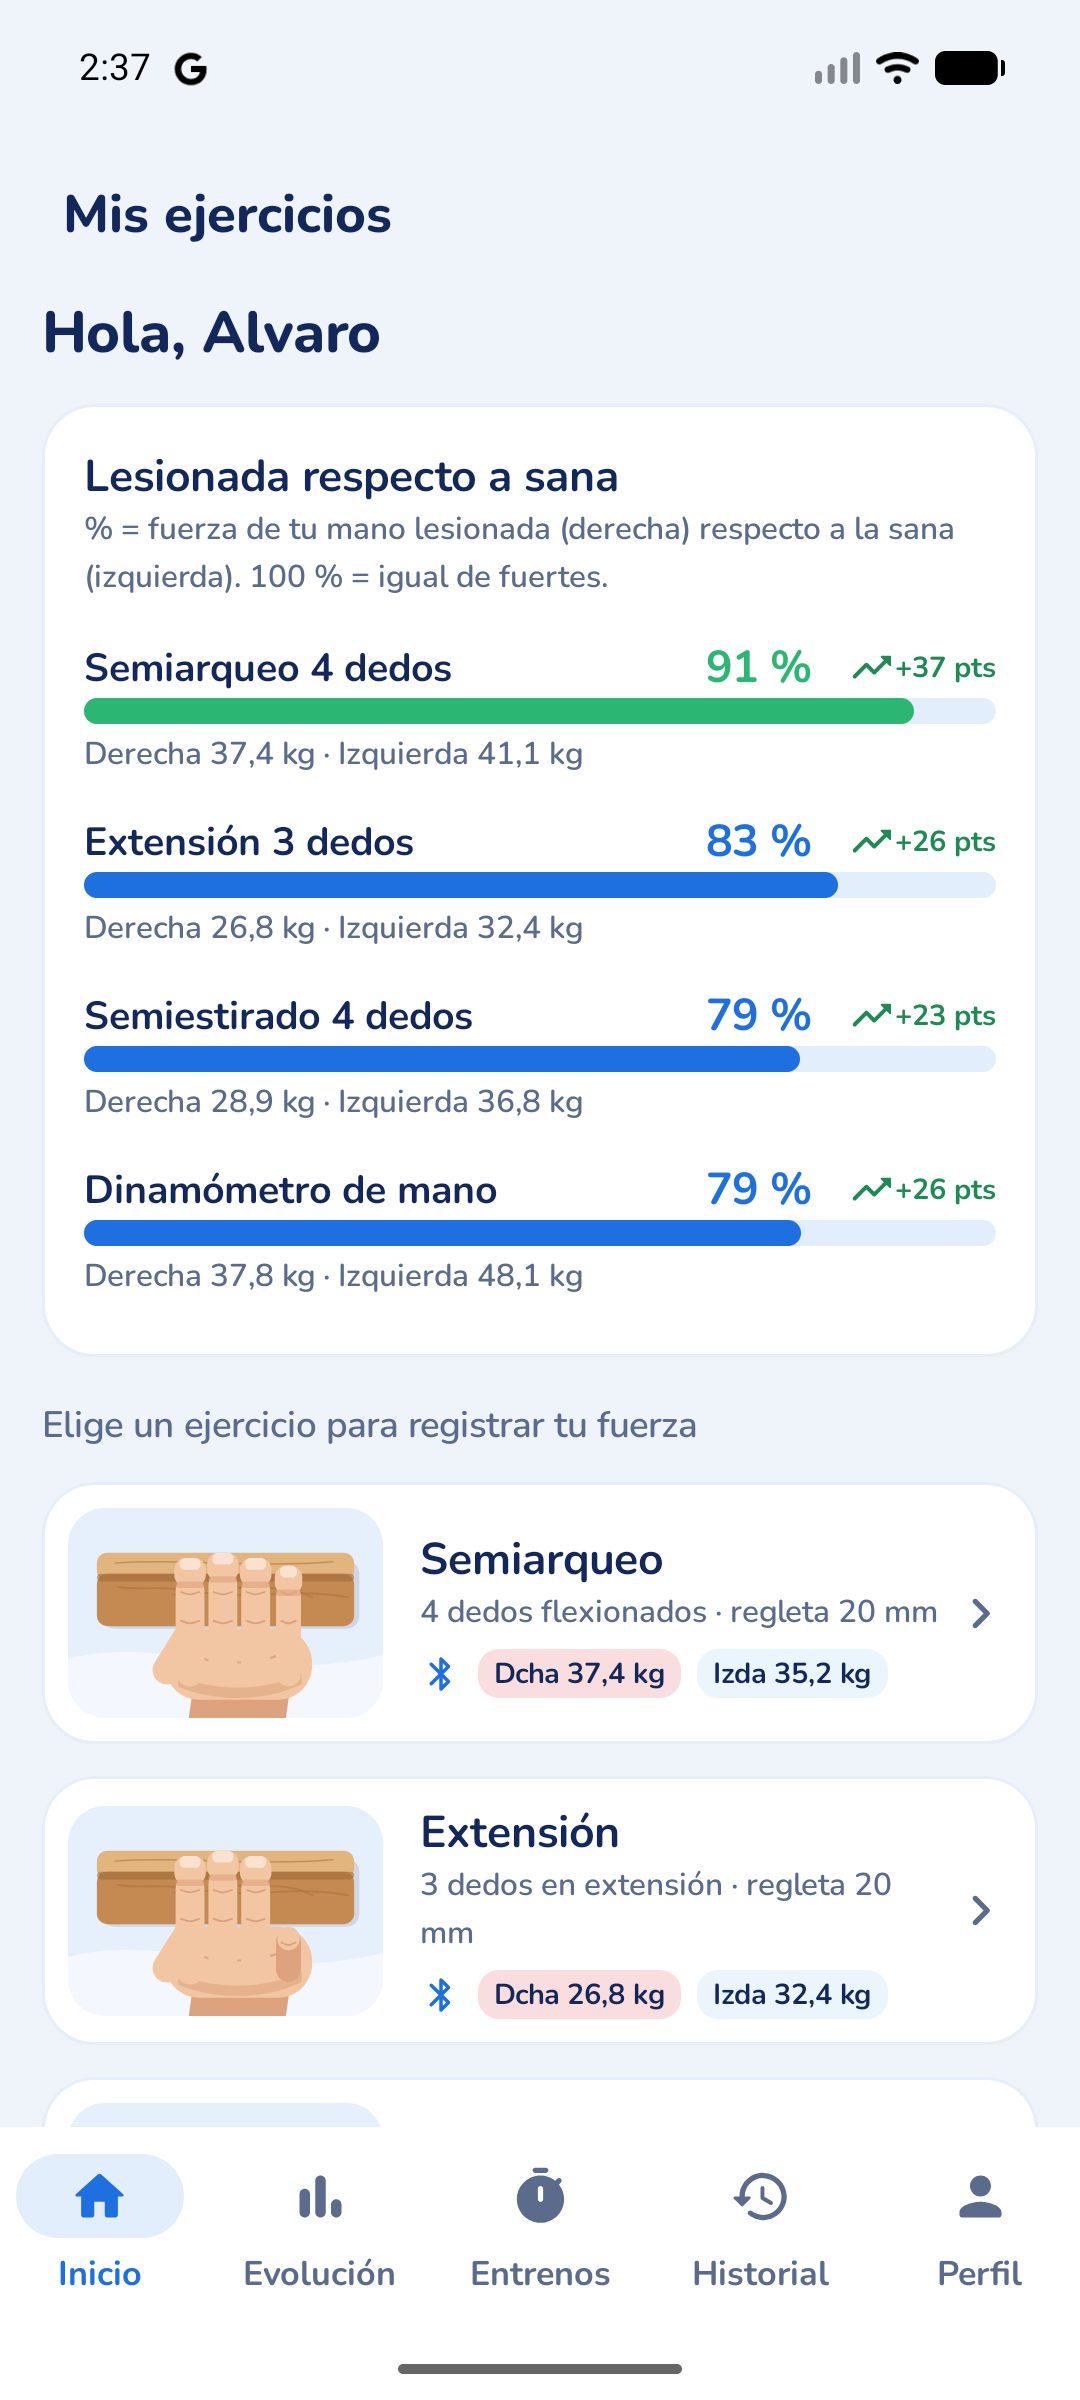 2:37
Mis ejercicios
Hola, Alvaro
Lesionada respecto a sana
% = fuerza de tu mano lesionada (derecha) respecto a la sana
(izquierda). 100 % = igual de fuertes.
Semiarqueo 4 dedos 91 % +37 pts
Derecha 37,4 kg · Izquierda 41,1 kg
Extensión 3 dedos 83 % +26 pts
Derecha 26,8 kg · Izquierda 32,4 kg
Semiestirado 4 dedos 79 % +23 pts
Derecha 28,9 kg · Izquierda 36,8 kg
Dinamómetro de mano 79 % +26 pts
Derecha 37,8 kg · Izquierda 48,1 kg
Elige un ejercicio para registrar tu fuerza
Semiarqueo
4 dedos flexionados · regleta 20 mm
Dcha 37,4 kg Izda 35,2 kg
Extensión
3 dedos en extensión · regleta 20
mm
Dcha 26,8 kg Izda 32,4 kg
Inicio Evolución Entrenos Historial Perfil